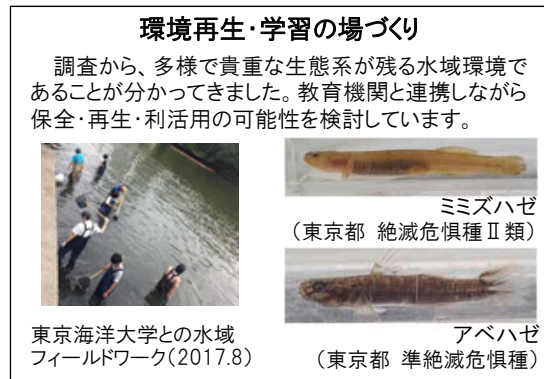 環境再生・学習の場づくり
調査から、多様で貴重な生態系が残る水域環境で
あることが分かってきました。教育機関と連携しながら
保全・再生・利活用の可能性を検討しています。
ミミズハゼ
（東京都 絶滅危惧種Ⅱ類）
東京海洋大学との水域
フィールドワーク（2017.8）
アベハゼ
（東京都 準絶滅危惧種）